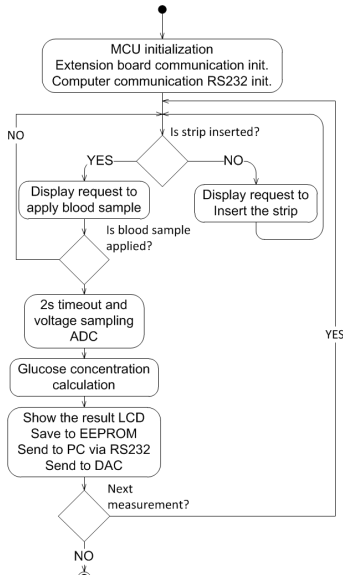 MCU initialization
Extension board communication init.
Computer communication RS232 init.
NO
Is strip inserted?
YES
NO
Display request to
apply blood sample
Display request to
Insert the strip
Is blood sample
applied?
2s timeout and
voltage sampling
ADC
YES
Glucose concentration
calculation
Show the result LCD
Save to EEPROM
Send to PC via RS232
Send to DAC
Next
measurement?
NO